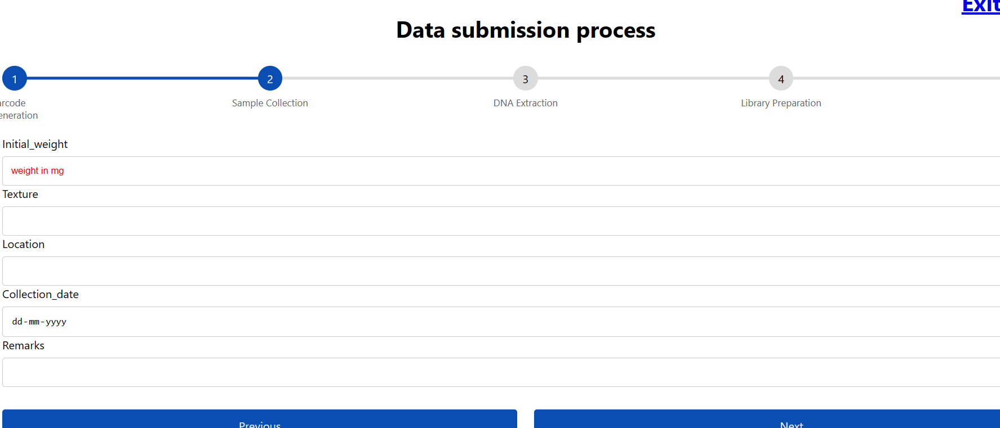 Exit
Data submission process
1
2
3
4
arcode
eneration
Sample Collection
DNA Extraction
Library Preparation
Initial_weight
weight in mg
Texture
Location
Collection_date
dd-mm-yyyy
Remarks
Previous
Next